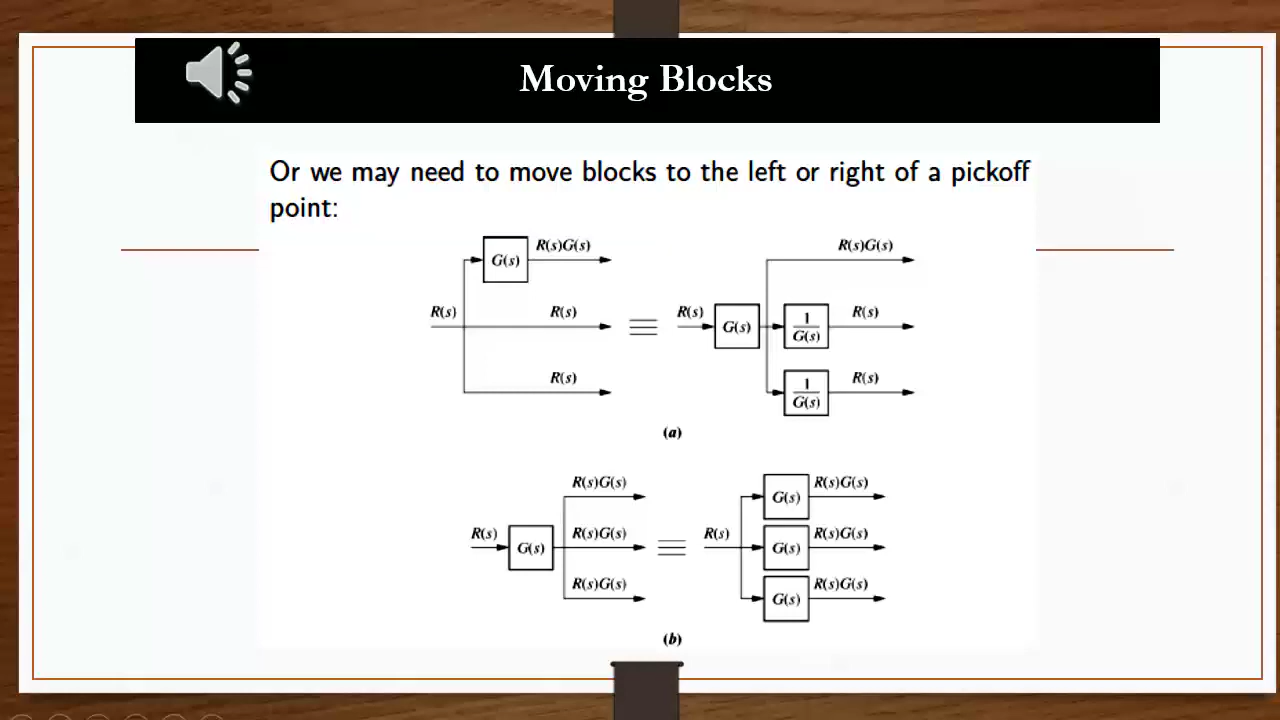 Moving Blocks
Or we may need to move blocks to the left or right of a pickoff
point:
R(s)
G(s)
R(s)G(s)
R(s)
R(s)
≡
R(s)
G(s)
R(s)G(s)
1/G(s)
R(s)
1/G(s)
R(s)
(a)
R(s)
G(s)
R(s)G(s)
R(s)G(s)
R(s)G(s)
≡
R(s)
G(s)
R(s)G(s)
G(s)
R(s)G(s)
G(s)
R(s)G(s)
(b)